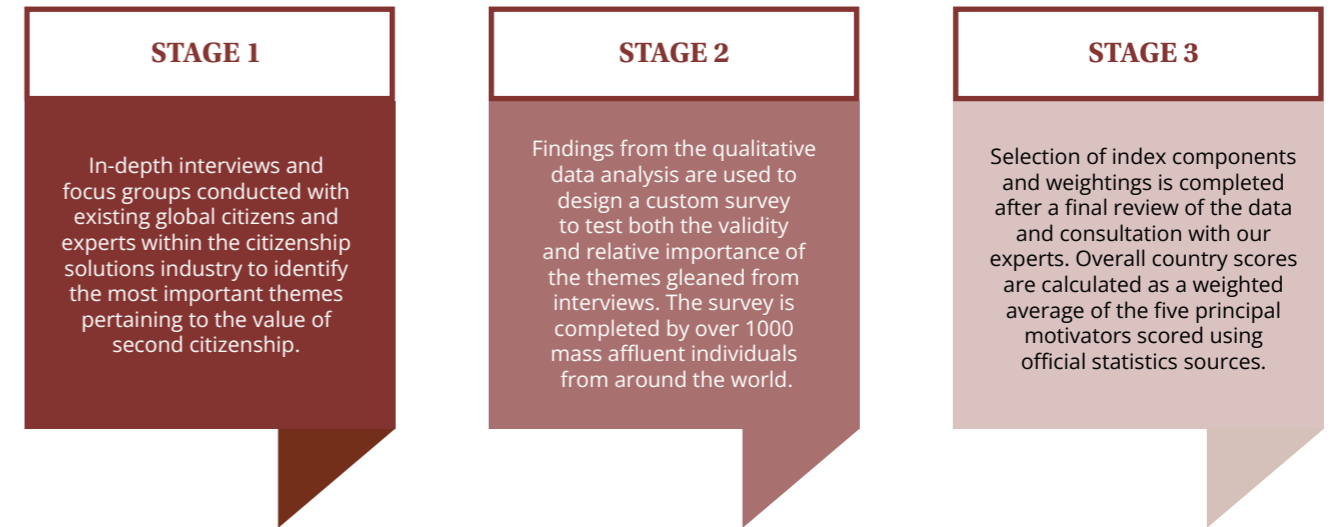 STAGE 1
In-depth interviews and
focus groups conducted with
existing global citizens and
experts within the citizenship
solutions industry to identify
the most important themes
pertaining to the value of
second citizenship.
STAGE 2
Findings from the qualitative
data analysis are used to
design a custom survey
to test both the validity
and relative importance of
the themes gleaned from
interviews. The survey is
completed by over 1000
mass affluent individuals
from around the world.
STAGE 3
Selection of index components
and weightings is completed
after a final review of the data
and consultation with our
experts. Overall country scores
are calculated as a weighted
average of the five principal
motivators scored using
official statistics sources.